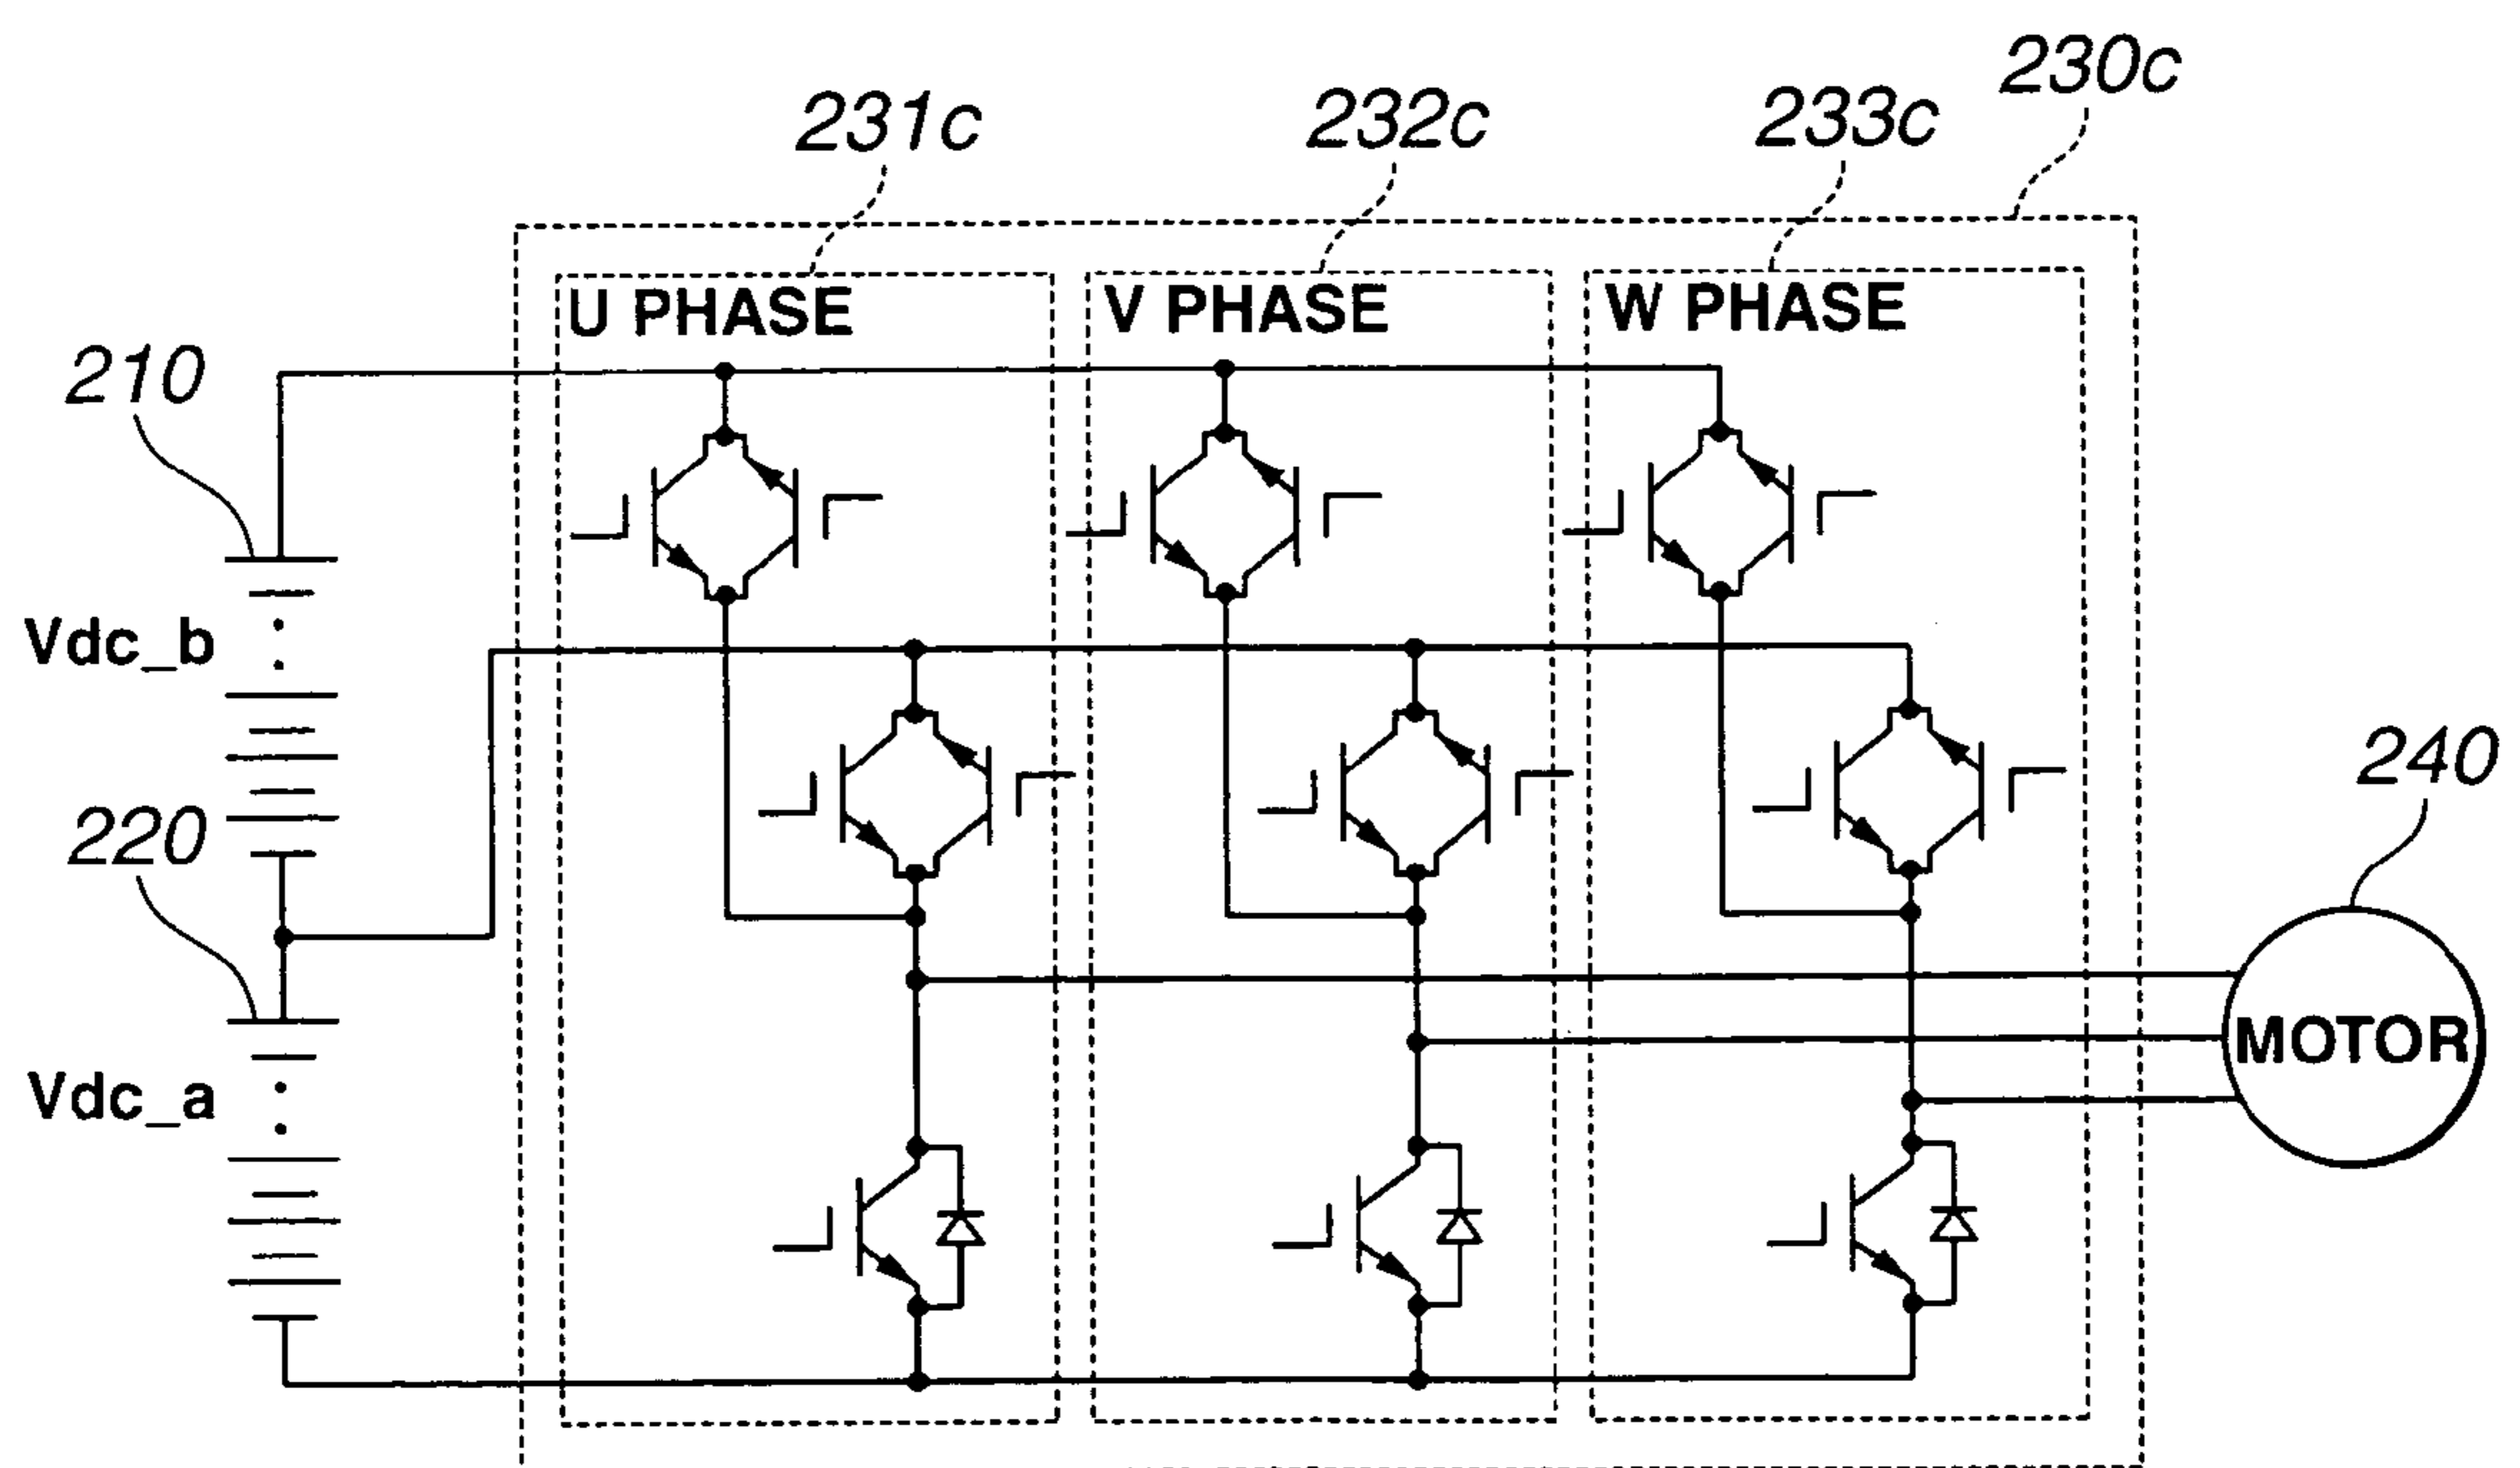 230c
231c
232c
233c
U PHASE
V PHASE
W PHASE
210
Vdc_b
240
220
MOTOR
Vdc_a